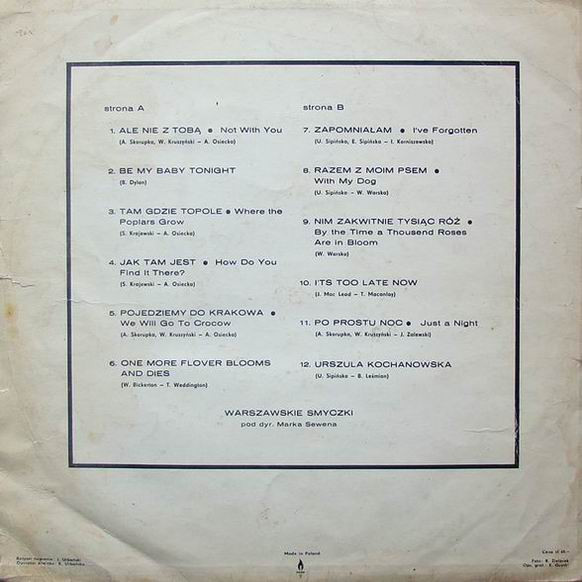 strona A
1. ALE NIE Z TOBĄ ● Not With You
(A. Skorupka, W. Kruszyński – A. Osiecka)
2. BE MY BABY TONIGHT
(B. Dylan)
3. TAM GDZIE TOPOLE ● Where the
Poplars Grow
(S. Krajewski – A. Osiecka)
4. JAK TAM JEST ● How Do You
Find It There?
(S. Krajewski – A. Osiecka)
5. POJEDZIEMY DO KRAKOWA ●
We Will Go To Crocow
(A. Skorupka, W. Kruszyński – A. Osiecka)
6. ONE MORE FLOVER BLOOMS
AND DIES
(W. Bickerton – T. Waddington)
strona B
7. ZAPOMNIAŁAM ● I've Forgotten
(U. Sipińska, E. Sipińska – I. Karniszewska)
8. RAZEM Z MOIM PSEM ●
With My Dog
(U. Sipińska – W. Warska)
9. NIM ZAKWITNIE TYSIĄC RÓŻ ●
By the Time a Thousend Roses
Are in Bloom
(W. Warska)
10. ITS TOO LATE NOW
(J. Mac Lead – T. Macanlay)
11. PO PROSTU NOC ● Just a Night
(A. Skorupka, W. Kruszyński – J. Zalewski)
12. URSZULA KOCHANOWSKA
(U. Sipińska – B. Leśmian)
WARSZAWSKIE SMYCZKI
pod dyr. Marka Sewena
Made in Poland